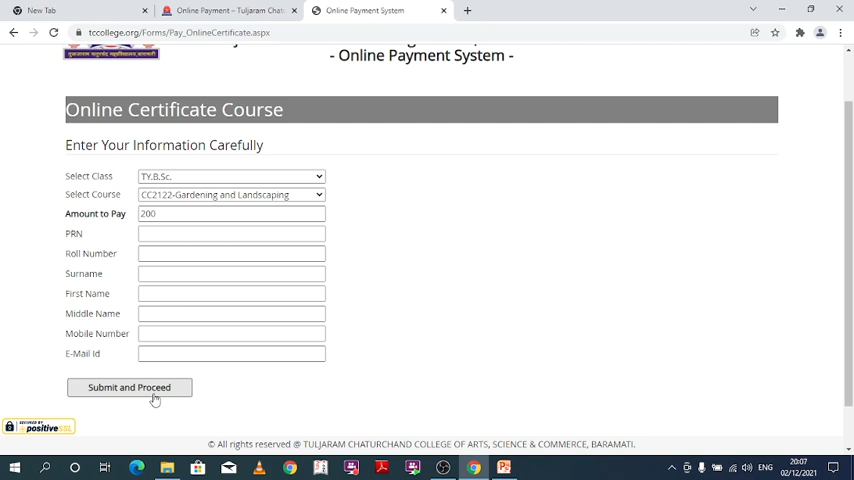 New Tab
Online Payment – Tuljaram Chat
Online Payment System
tccollege.org/Forms/Pay_OnlineCertificate.aspx
- Online Payment System -
Online Certificate Course
Enter Your Information Carefully
Select Class TY.B.Sc.
Select Course CC2122-Gardening and Landscaping
Amount to Pay 200
PRN
Roll Number
Surname
First Name
Middle Name
Mobile Number
E-Mail Id
Submit and Proceed
SECURED BY
positiveSSL
© All rights reserved @ TULJARAM CHATURCHAND COLLEGE OF ARTS, SCIENCE & COMMERCE, BARAMATI.
ENG
20:07
02/12/2021